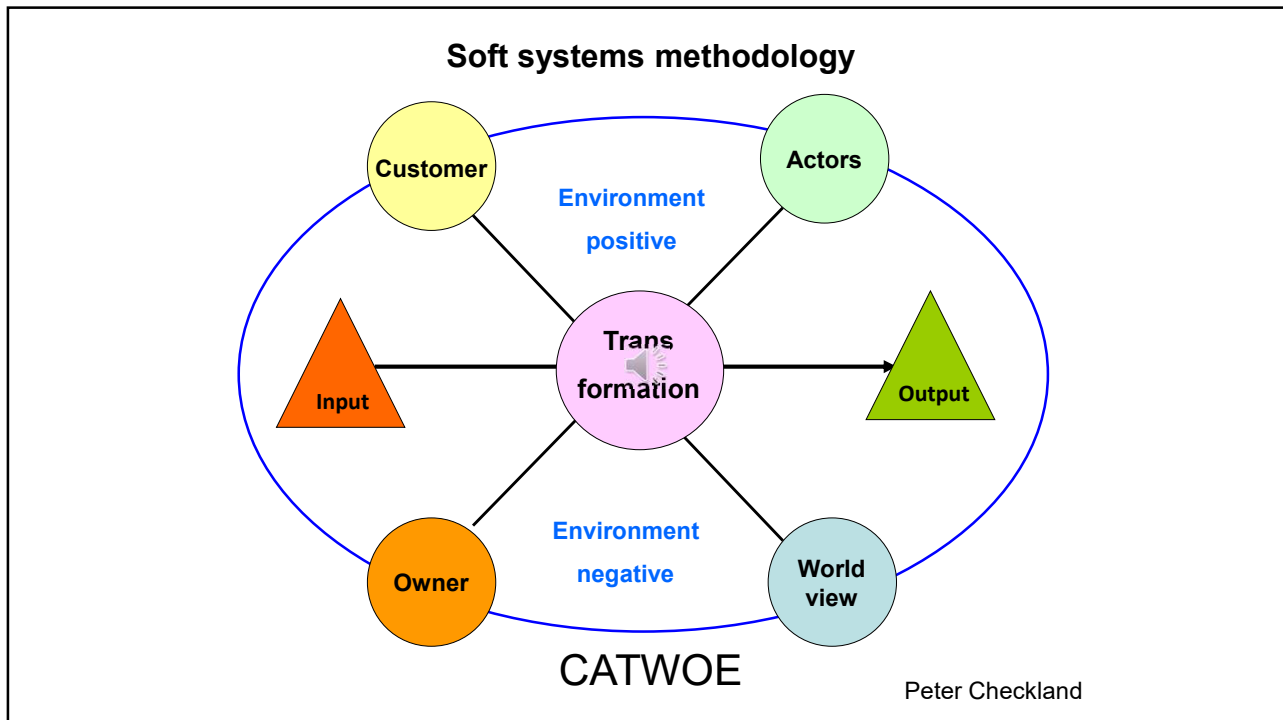 Soft systems methodology
Customer
Actors
Environment
positive
Trans
formation
Input
Output
Environment
negative
Owner
World
view
CATWOE
Peter Checkland